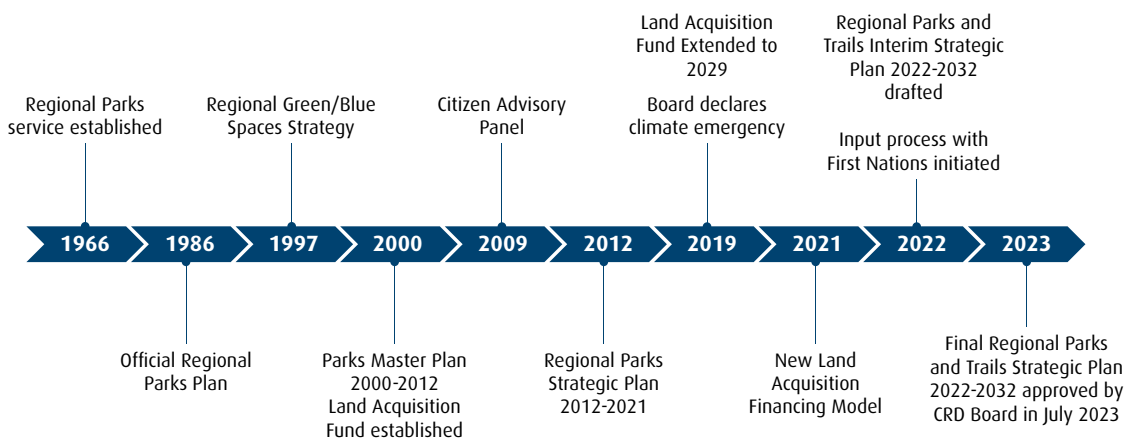 Land Acquisition
Fund Extended to
2029
Board declares
climate emergency
Regional Parks and
Trails Interim Strategic
Plan 2022-2032
drafted
Input process with
First Nations initiated
Regional Parks
service established
Regional Green/Blue
Spaces Strategy
Citizen Advisory
Panel
1966
1986
1997
2000
2009
2012
2019
2021
2022
2023
Official Regional
Parks Plan
Parks Master Plan
2000-2012
Land Acquisition
Fund established
Regional Parks
Strategic Plan
2012-2021
New Land
Acquisition
Financing Model
Final Regional Parks
and Trails Strategic Plan
2022-2032 approved by
CRD Board in July 2023